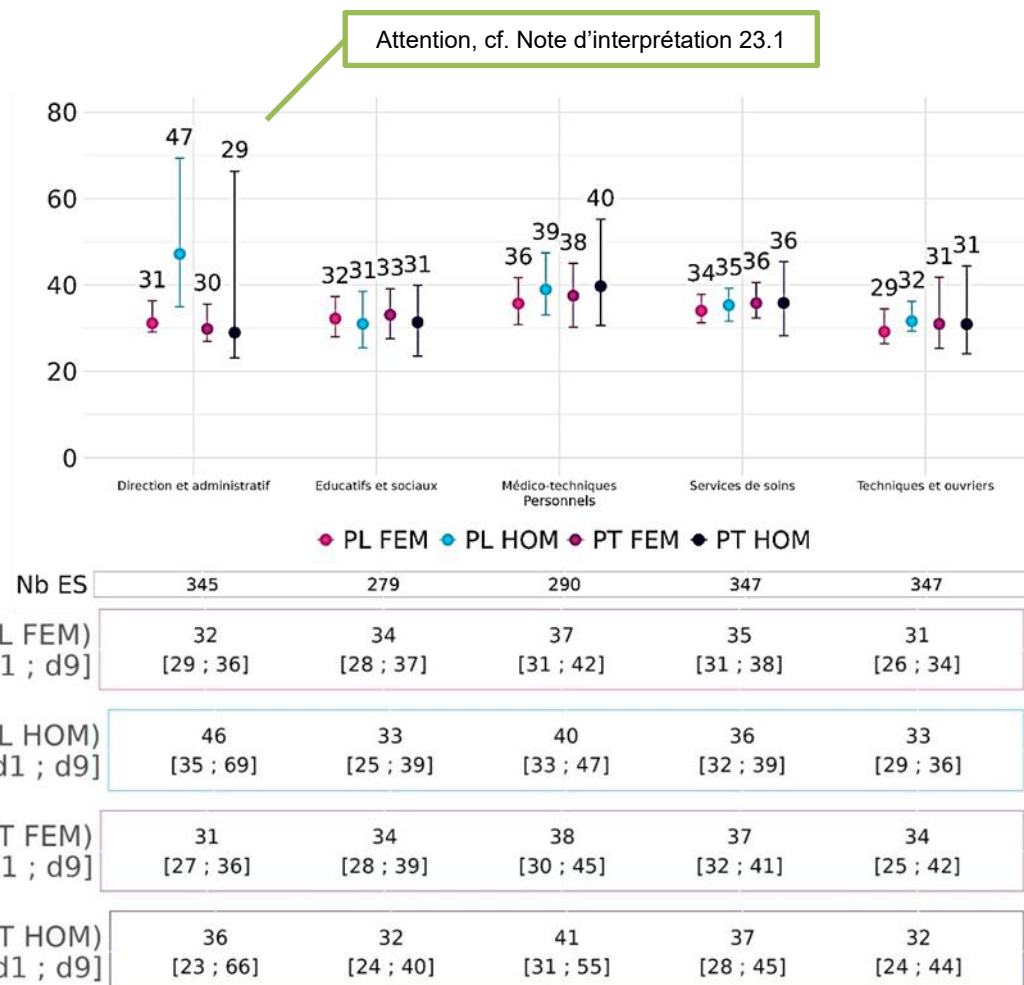 Attention, cf. Note d'interprétation 23.1
80
60
40
20
0
47
29
31
30
32 31 33 31
36 39 38 40
34 35 36 36
29 32 31 31
Direction et administratif
Educatifs et sociaux
Médico-techniques
Personnels
Services de soins
Techniques et ouvriers
PL FEM PL HOM PT FEM PT HOM
Nb ES 345 279 290 347 347
L FEM) 32 34 37 35 31
1 ; d9] [29 ; 36] [28 ; 37] [31 ; 42] [31 ; 38] [26 ; 34]
L HOM) 46 33 40 36 33
d1 ; d9] [35 ; 69] [25 ; 39] [33 ; 47] [32 ; 39] [29 ; 36]
T FEM) 31 34 38 37 34
1 ; d9] [27 ; 36] [28 ; 39] [30 ; 45] [32 ; 41] [25 ; 42]
T HOM) 36 32 41 37 32
d1 ; d9] [23 ; 66] [24 ; 40] [31 ; 55] [28 ; 45] [24 ; 44]